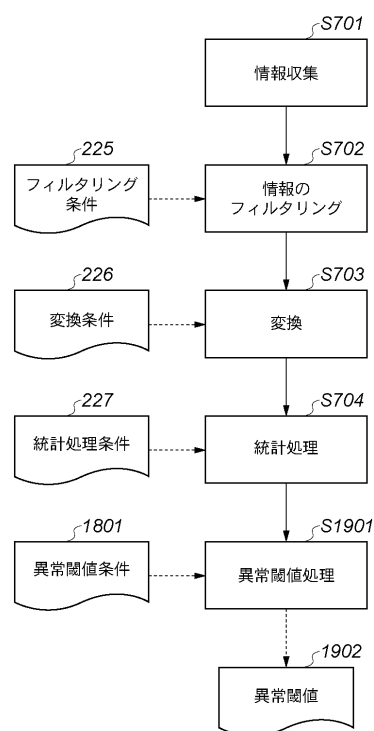 S701
情報収集
225
フィルタリング
条件
S702
情報の
フィルタリング
226
変換条件
S703
変換
227
統計処理条件
S704
統計処理
1801
異常閾値条件
S1901
異常閾値処理
1902
異常閾値